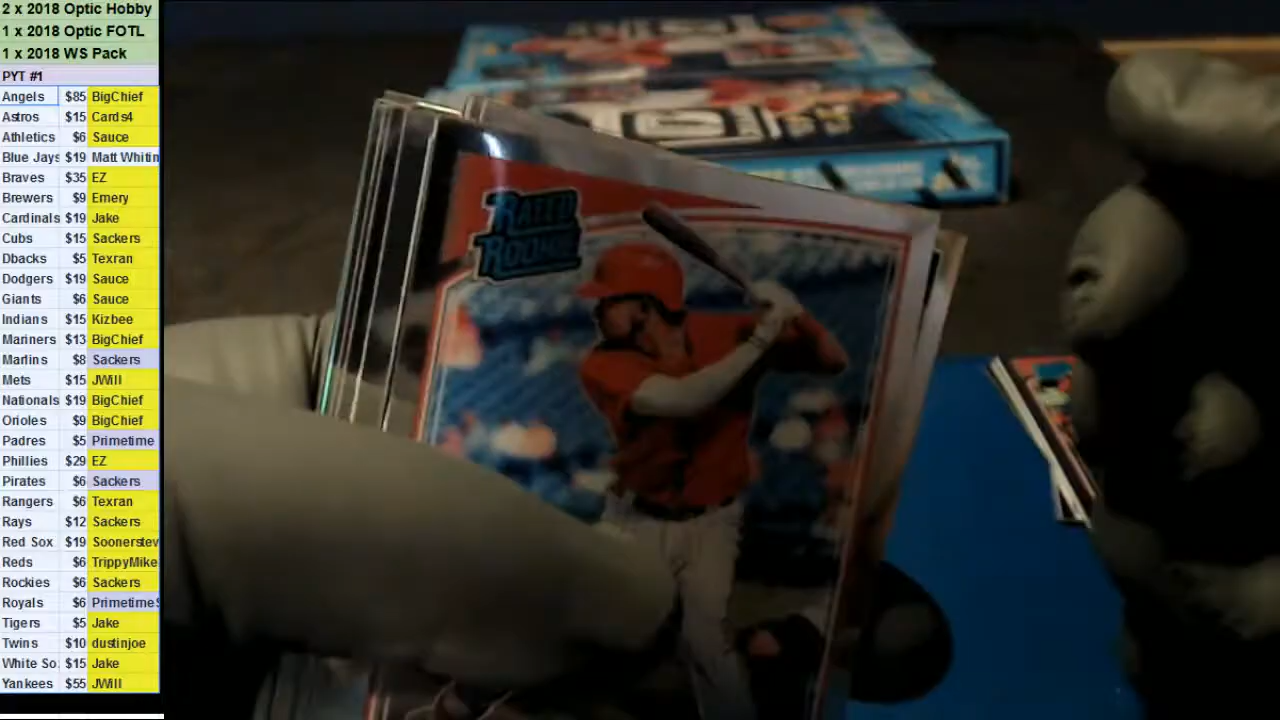 2 x 2018 Optic Hobby
1 x 2018 Optic FOTL
1 x 2018 WS Pack
PYT #1
Angels $85 BigChief
Astros $15 Cards4
Athletics $6 Sauce
Blue Jays $19 Matt Whitin
Braves $35 EZ
Brewers $9 Emery
Cardinals $19 Jake
Cubs $15 Sackers
Dbacks $5 Texran
Dodgers $19 Sauce
Giants $6 Sauce
Indians $15 Kizbee
Mariners $13 BigChief
Marlins $8 Sackers
Mets $15 JWill
Nationals $19 BigChief
Orioles $9 BigChief
Padres $5 Primetime
Phillies $29 EZ
Pirates $6 Sackers
Rangers $6 Texran
Rays $12 Sackers
Red Sox $19 Soonerstev
Reds $6 TrippyMike
Rockies $6 Sackers
Royals $6 PrimetimeS
Tigers $5 Jake
Twins $10 dustinjoe
White So $15 Jake
Yankees $55 JWill
RATED
ROOKIE